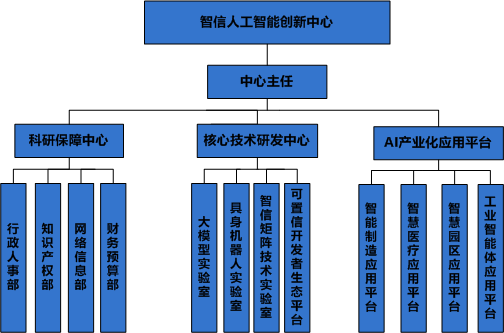 智信人工智能创新中心
中心主任
科研保障中心
核心技术研发中心
AI产业化应用平台
行政人事部
知识产权部
网络信息部
财务预算部
大模型实验室
具身机器人实验室
智信矩阵技术实验室
可置信开发者生态平台
智能制造应用平台
智慧医疗应用平台
智慧园区应用平台
工业智能体应用平台